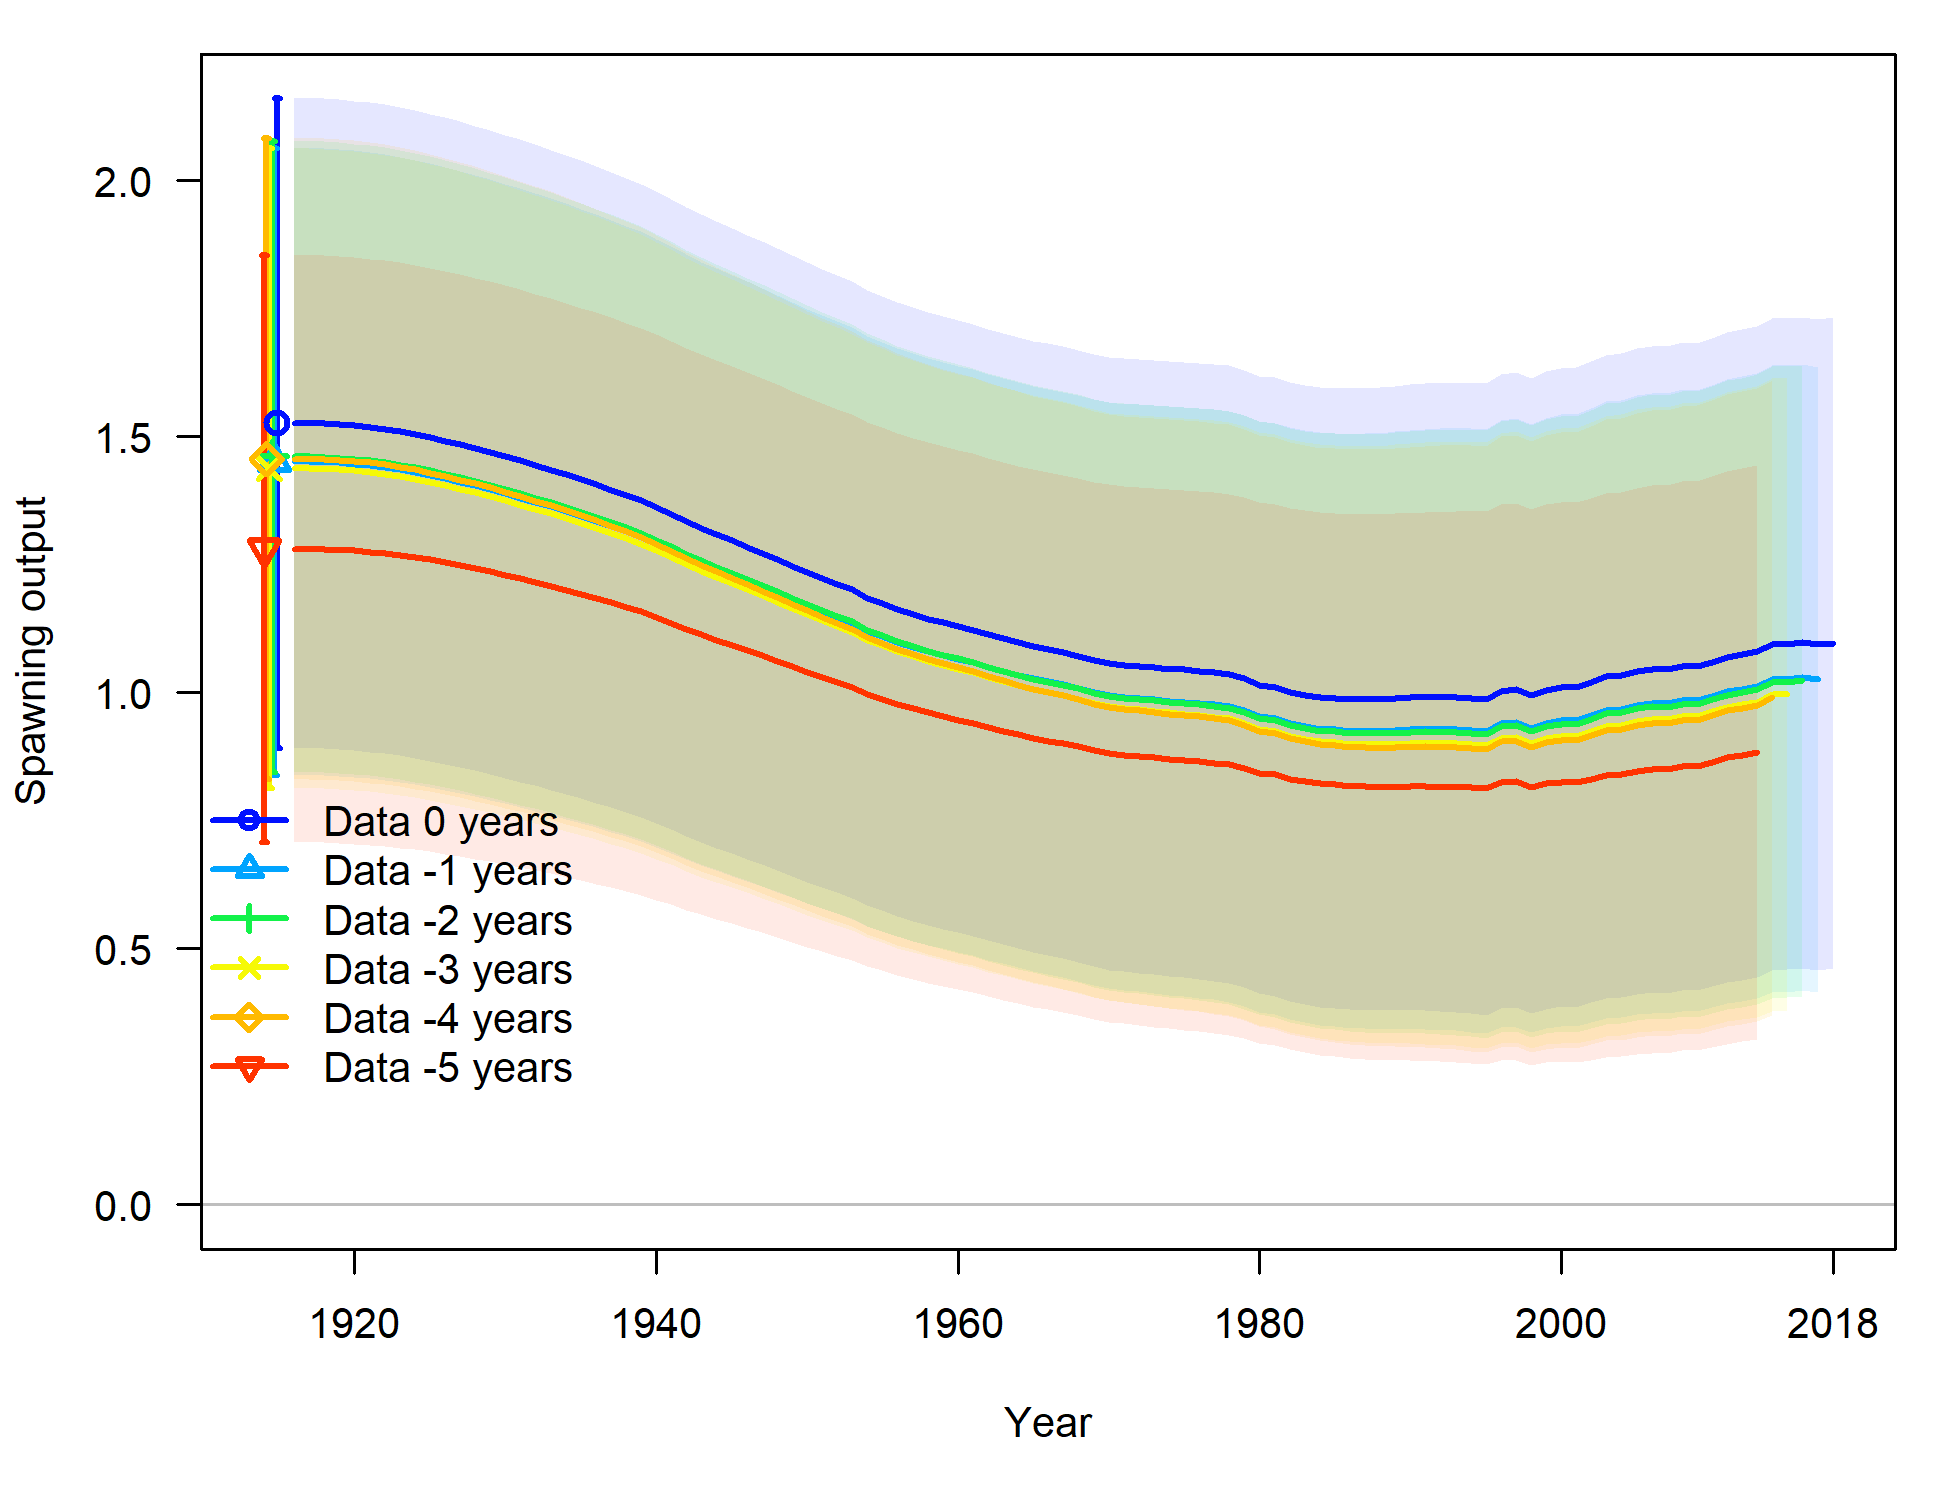 Spawning output
2.0
1.5
1.0
0.5
0.0
Data 0 years
Data -1 years
Data -2 years
Data -3 years
Data -4 years
Data -5 years
1920 1940 1960 1980 2000 2018
Year